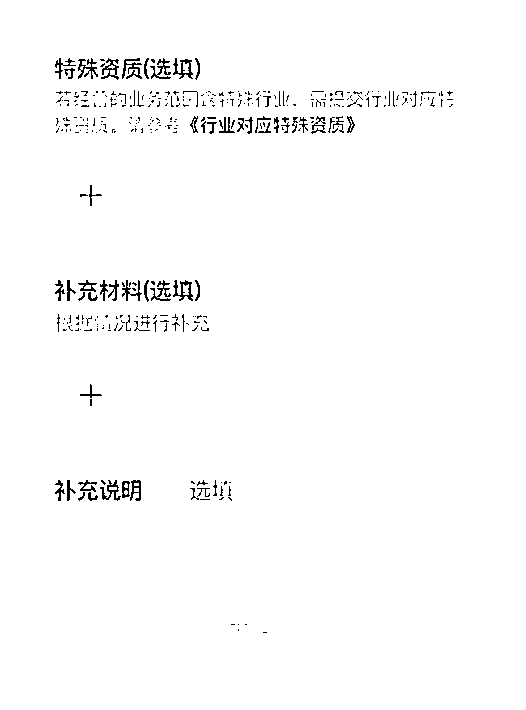 特殊资质(选填)
若经营的业务范围含特殊行业，需提交行业对应特
殊资质。请参考《行业对应特殊资质》
补充材料(选填)
根据情况进行补充
补充说明 选填